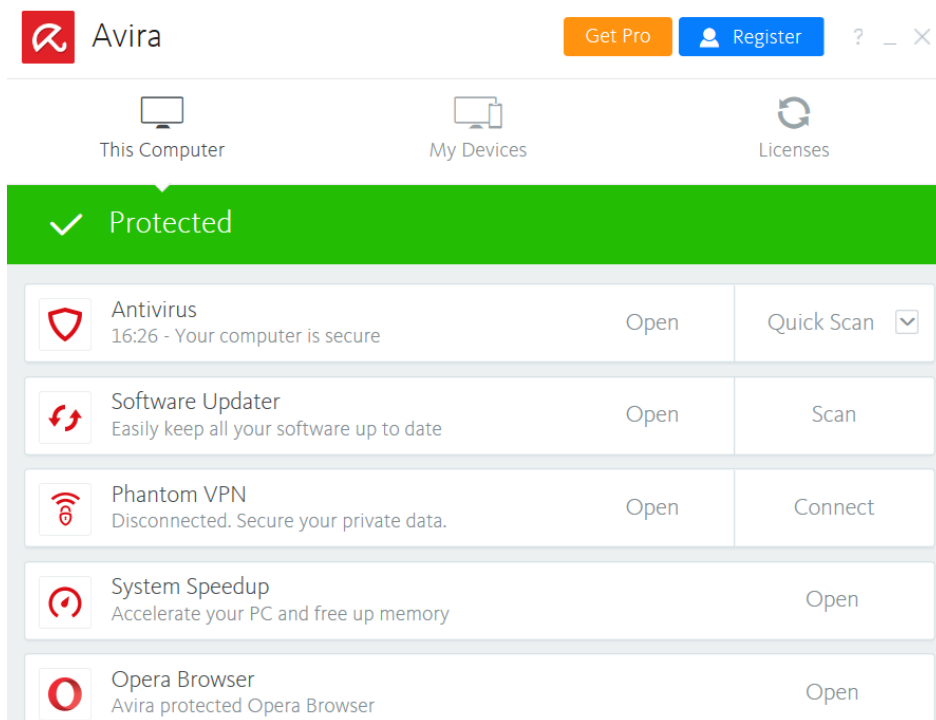 Avira
Get Pro
Register
?
This Computer
My Devices
Licenses
Protected
Antivirus
16:26 - Your computer is secure
Open
Quick Scan
Software Updater
Easily keep all your software up to date
Open
Scan
Phantom VPN
Disconnected. Secure your private data.
Open
Connect
System Speedup
Accelerate your PC and free up memory
Open
Opera Browser
Avira protected Opera Browser
Open